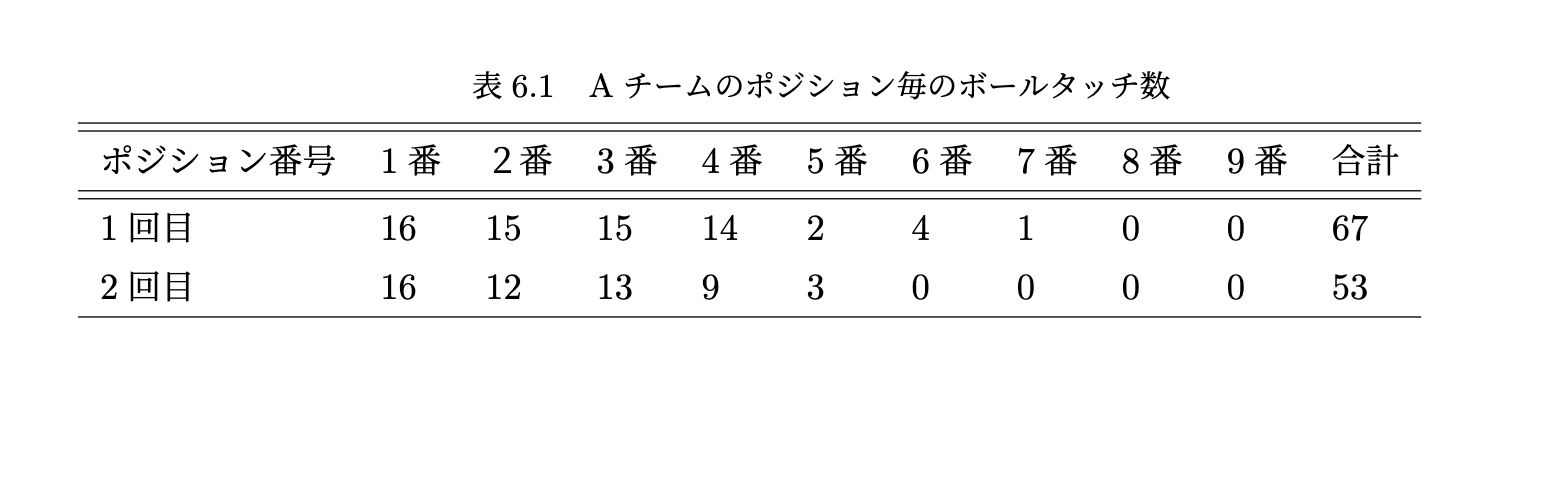 表 6.1　A チームのポジション毎のボールタッチ数
ポジション番号 1 番 2 番 3 番 4 番 5 番 6 番 7 番 8 番 9 番 合計
1 回目 16 15 15 14 2 4 1 0 0 67
2 回目 16 12 13 9 3 0 0 0 0 53